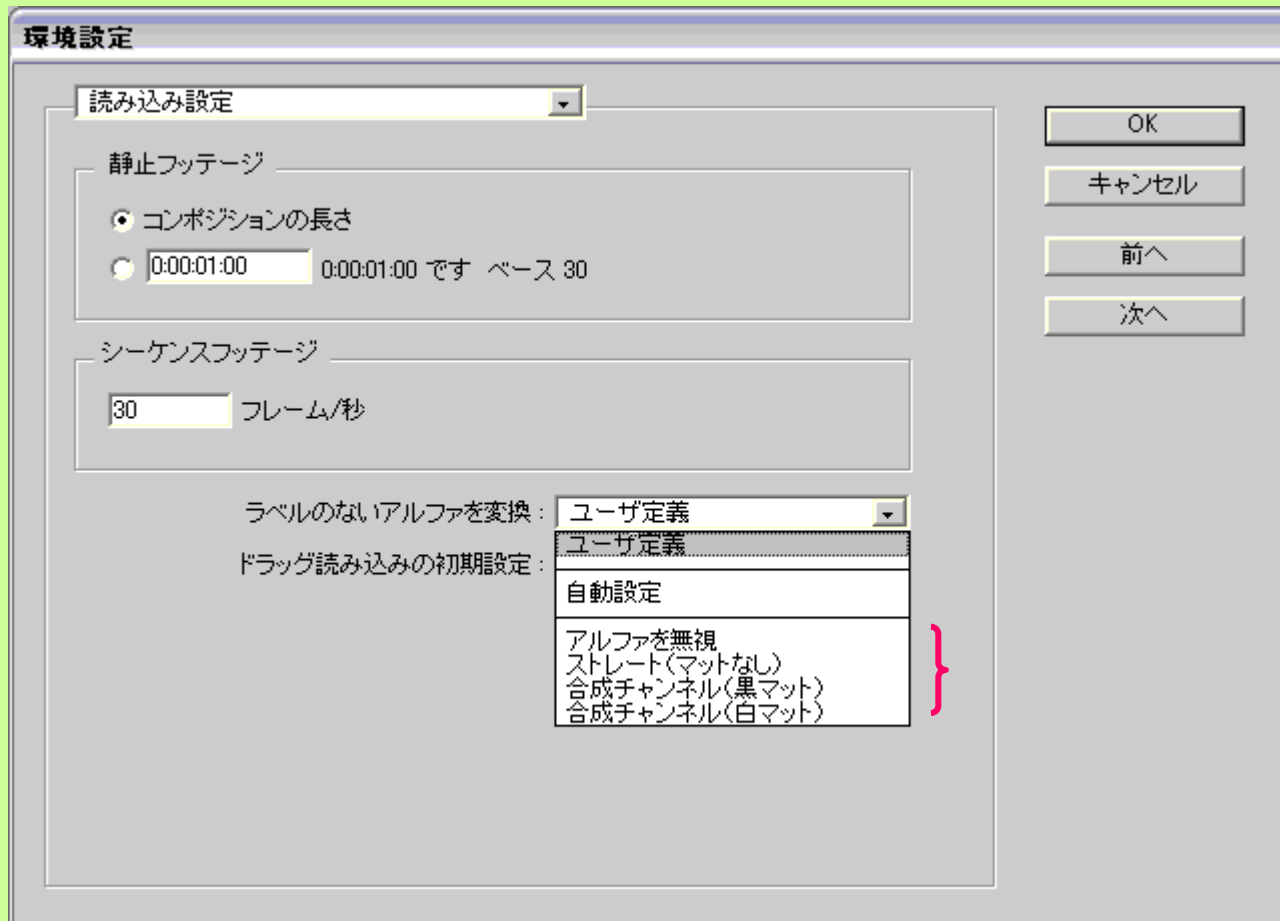 環境設定
読み込み設定
静止フッテージ
コンポジションの長さ
0:00:01:00 0:00:01:00 です ベース 30
シーケンスフッテージ
30 フレーム/秒
ラベルのないアルファを変換 : ユーザ定義
ユーザ定義
ドラッグ読み込みの初期設定 :
自動設定
アルファを無視
ストレート(マットなし)
合成チャンネル(黒マット)
合成チャンネル(白マット)
OK
キャンセル
前へ
次へ